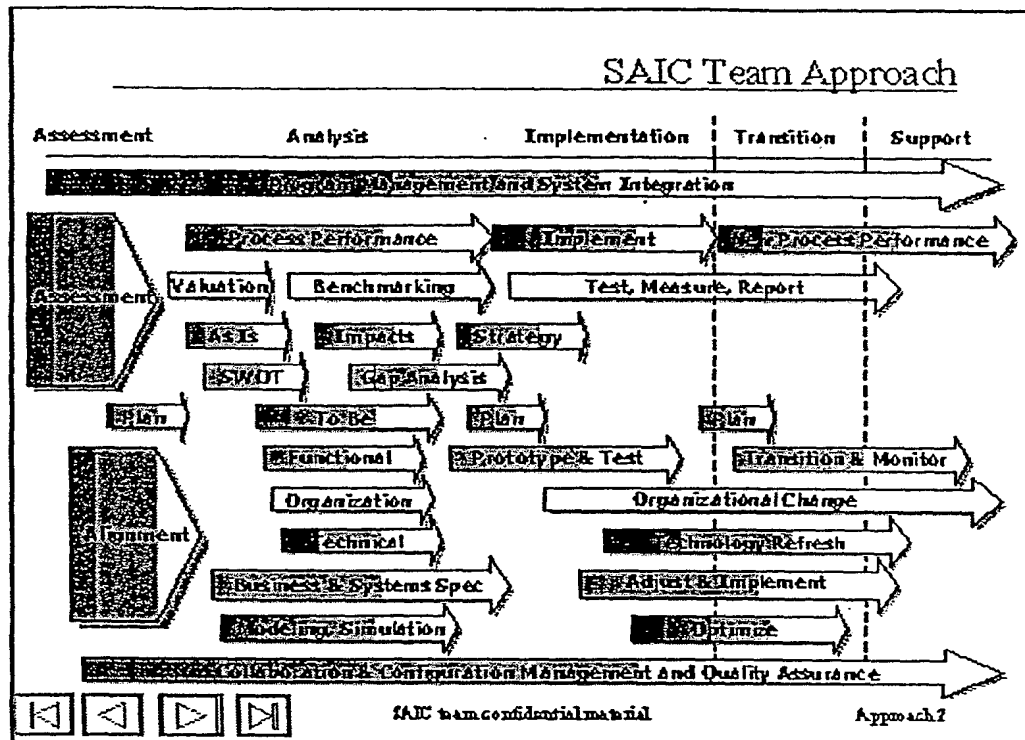 SAIC Team Approach
Assessment Analysis Implementation Transition Support
Program Management and System Integration
Process Performance Implement New Process Performance
Assessment
Valuation Benchmarking Test, Measure, Report
As Is Impacts Strategy
SWOT Gap Analysis
Plan To Be Plan Plan
Functional Prototype & Test Transition & Monitor
Organization Organizational Change
Alignment
Technical Technology Refresh
Business & Systems Spec Adjust & Implement
Modeling, Simulation Optimize
Collaboration & Configuration Management and Quality Assurance
SAIC team confidential material Approach 2